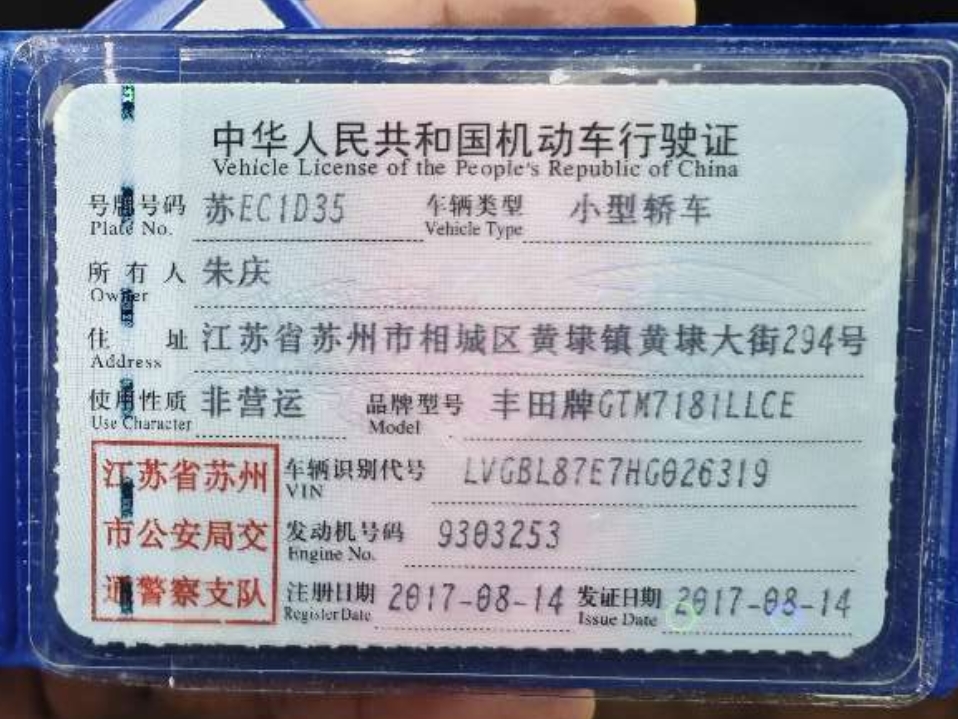 中华人民共和国机动车行驶证
Vehicle License of the People's Republic of China
号牌号码 苏EC1D35 车辆类型 小型轿车
Plate No. Vehicle Type
所有人 朱庆
Owner
住址 江苏省苏州市相城区黄埭镇黄埭大街294号
Address
使用性质 非营运 品牌型号 丰田牌GTM7181LLCE
Use Character Model
江苏省苏州 车辆识别代号 LVGBL87E7HG026319
VIN
市公安局交 发动机号码 9303253
Engine No.
通警察支队 注册日期 2017-08-14 发证日期 2017-08-14
Register Date Issue Date